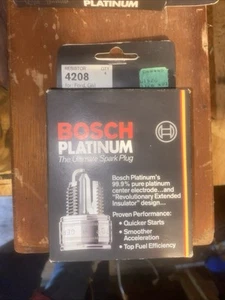 PLATINUM
RESISTOR
4208
BOSCH
PLATINUM
The Ultimate Spark Plug
Bosch Platinum's
99.9% pure platinum
center electrode...and
"Revolutionary Extended
Insulator" design...
Proven Performance:
• Quicker Starts
• Smoother
Acceleration
• Top Fuel Efficiency